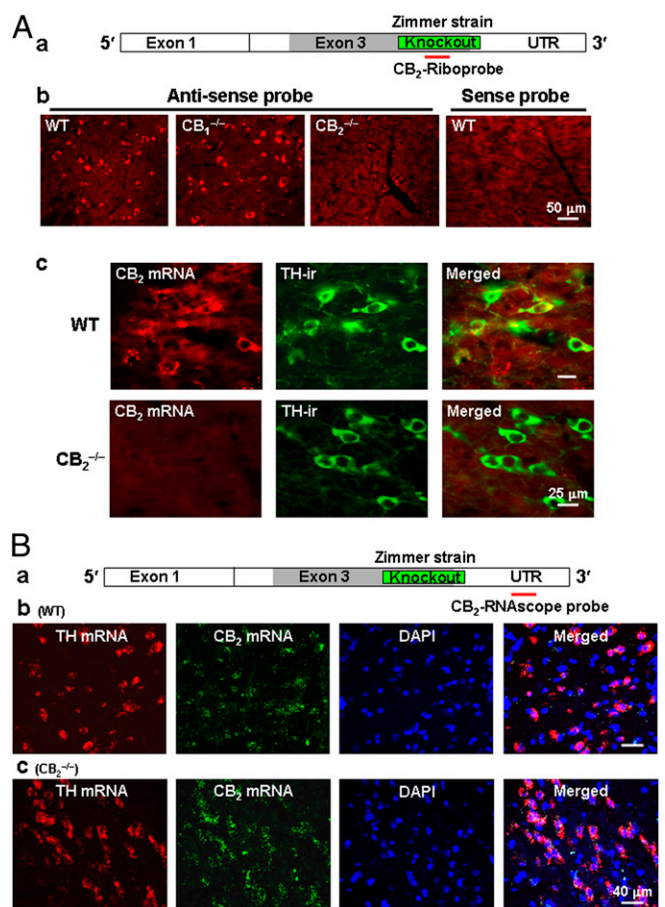 A
a
Zimmer strain
5′ Exon 1 Exon 3 Knockout UTR 3′
CB₂-Riboprobe
b
Anti-sense probe Sense probe
WT CB₁⁻/⁻ CB₂⁻/⁻ WT
50 μm
c
CB₂ mRNA TH-ir Merged
WT
CB₂ mRNA TH-ir Merged
CB₂⁻/⁻
25 μm
B
a
Zimmer strain
5′ Exon 1 Exon 3 Knockout UTR 3′
b (WT) CB₂-RNAscope probe
TH mRNA CB₂ mRNA DAPI Merged
c (CB₂⁻/⁻)
TH mRNA CB₂ mRNA DAPI Merged
40 μm